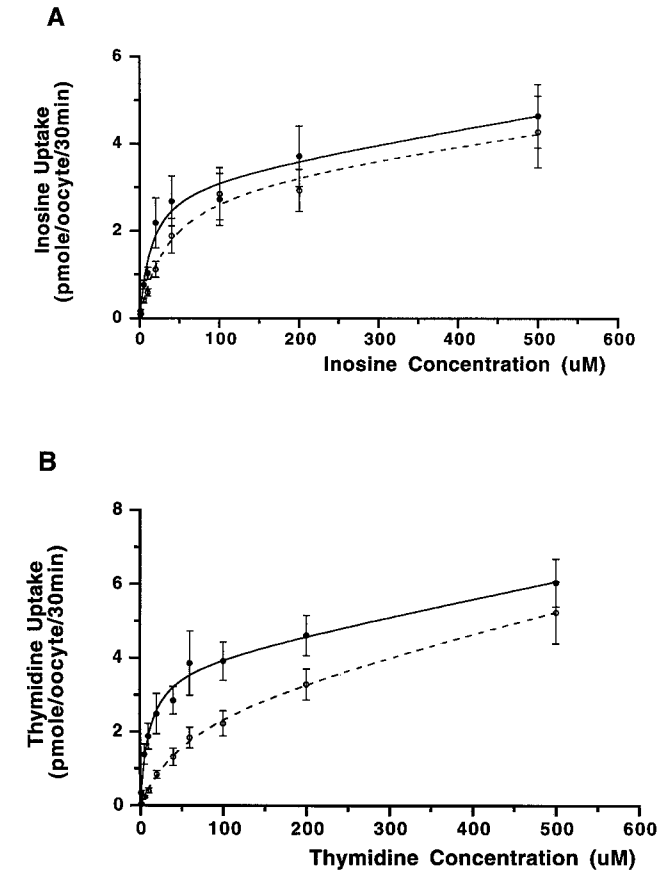 A
Inosine Uptake
(pmole/oocyte/30min)
6
4
2
0
0 100 200 300 400 500 600
Inosine Concentration (uM)
B
Thymidine Uptake
(pmole/oocyte/30min)
8
6
4
2
0
0 100 200 300 400 500 600
Thymidine Concentration (uM)